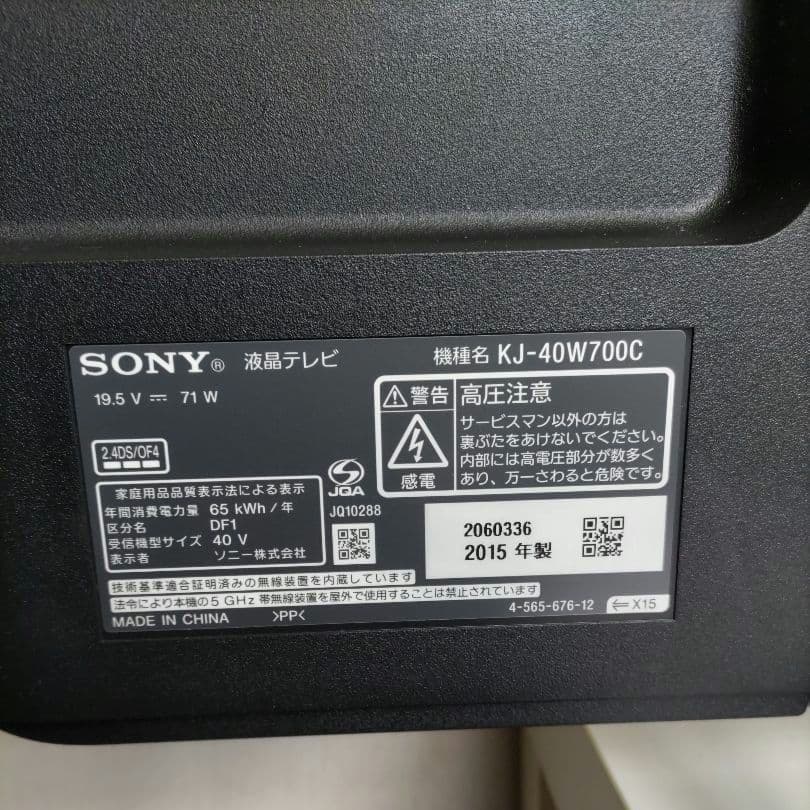 SONY® 液晶テレビ
機種名 KJ-40W700C
19.5 V ⎓ 71 W
警告
感電
高圧注意
サービスマン以外の方は
裏ぶたをあけないでください。
内部には高電圧部分が数多く
あり、万一さわると危険です。
2.4DS/OF4
家庭用品品質表示法による表示
年間消費電力量 65 kWh / 年
区分名 DF1
受信機型サイズ 40 V
表示者 ソニー株式会社
JQA
JQ10288
2060336
2015 年製
技術基準適合証明済みの無線装置を内蔵しています
法令により本機の5 GHz 帯無線装置を屋外で使用することは禁止されています
MADE IN CHINA >PP<
4-565-676-12
⇐ X15